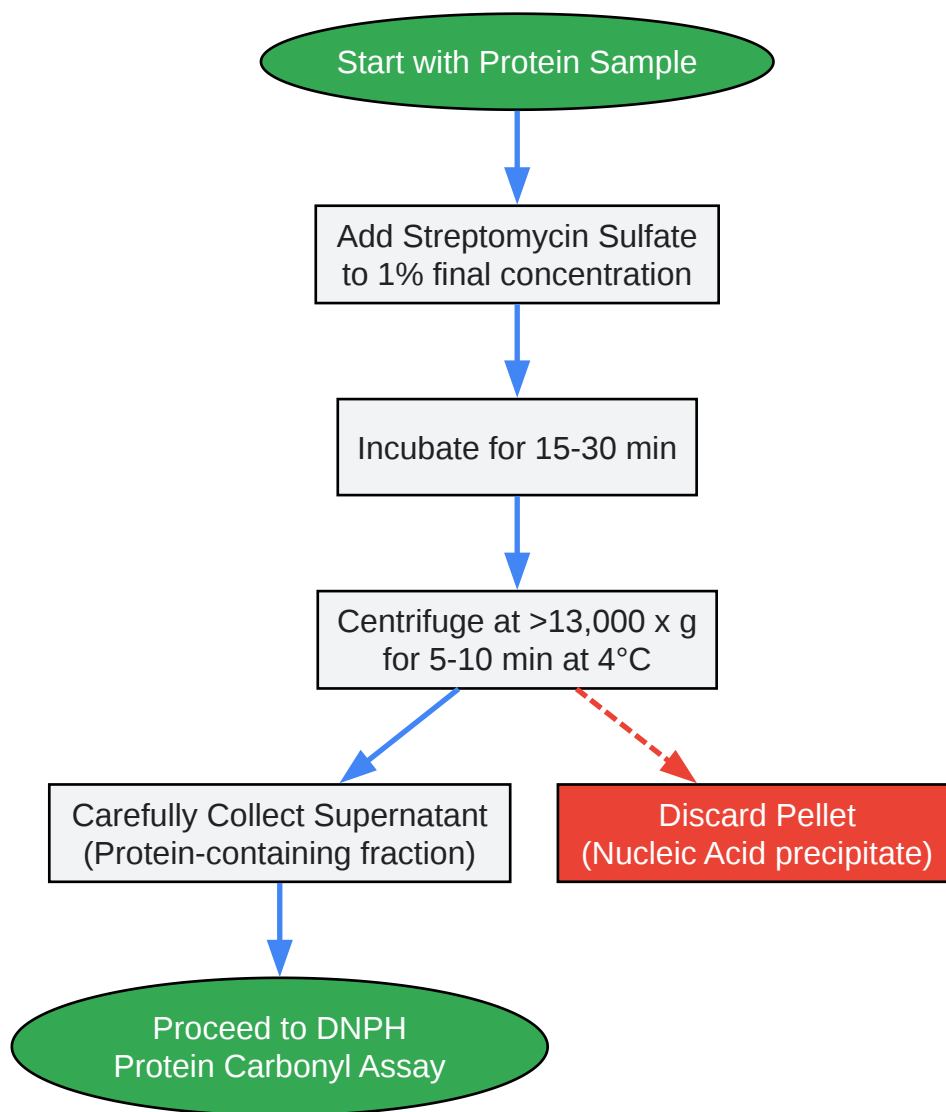 Start with Protein Sample
Add Streptomycin Sulfate
to 1% final concentration
Incubate for 15-30 min
Centrifuge at >13,000 x g
for 5-10 min at 4°C
Carefully Collect Supernatant
(Protein-containing fraction)
Discard Pellet
(Nucleic Acid precipitate)
Proceed to DNPH
Protein Carbonyl Assay